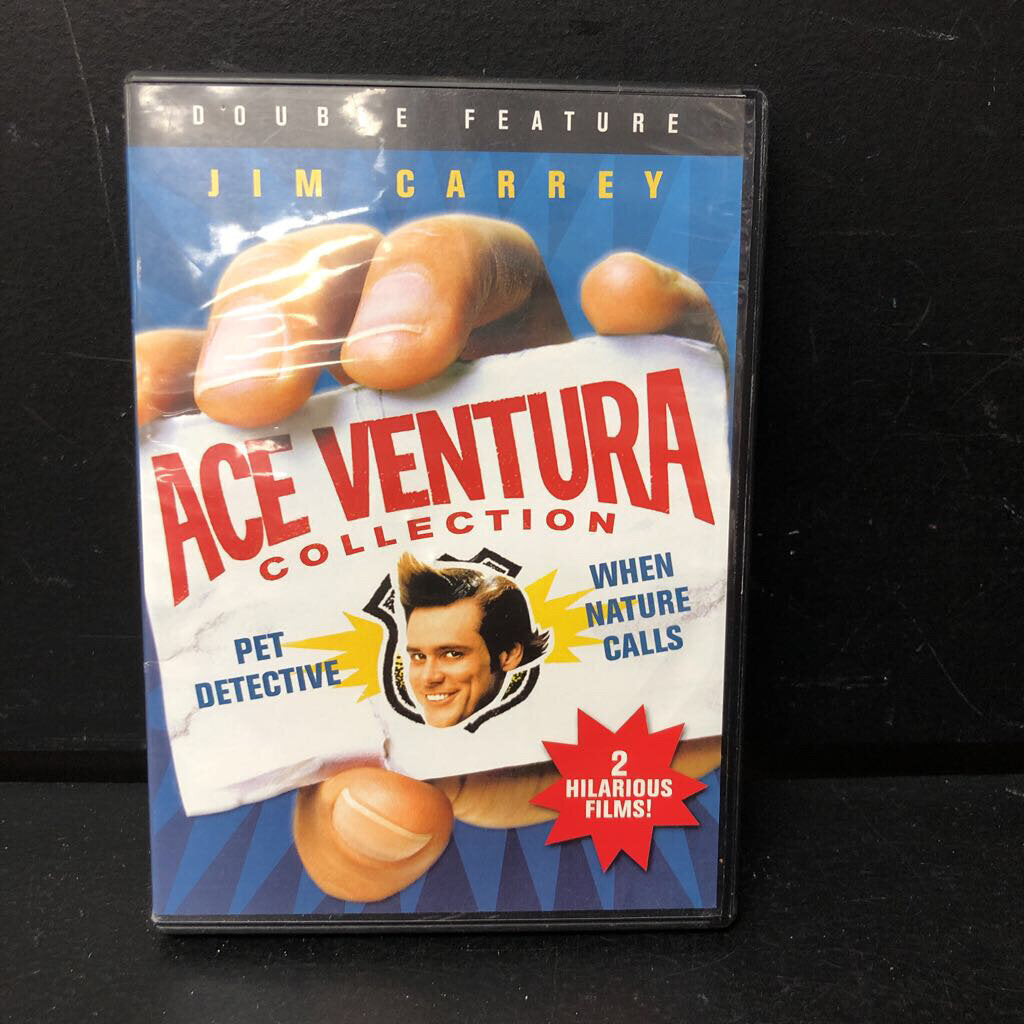 DOUBLE FEATURE
JIM CARREY
ACE VENTURA
COLLECTION
PET
DETECTIVE
WHEN
NATURE
CALLS
2
HILARIOUS
FILMS!